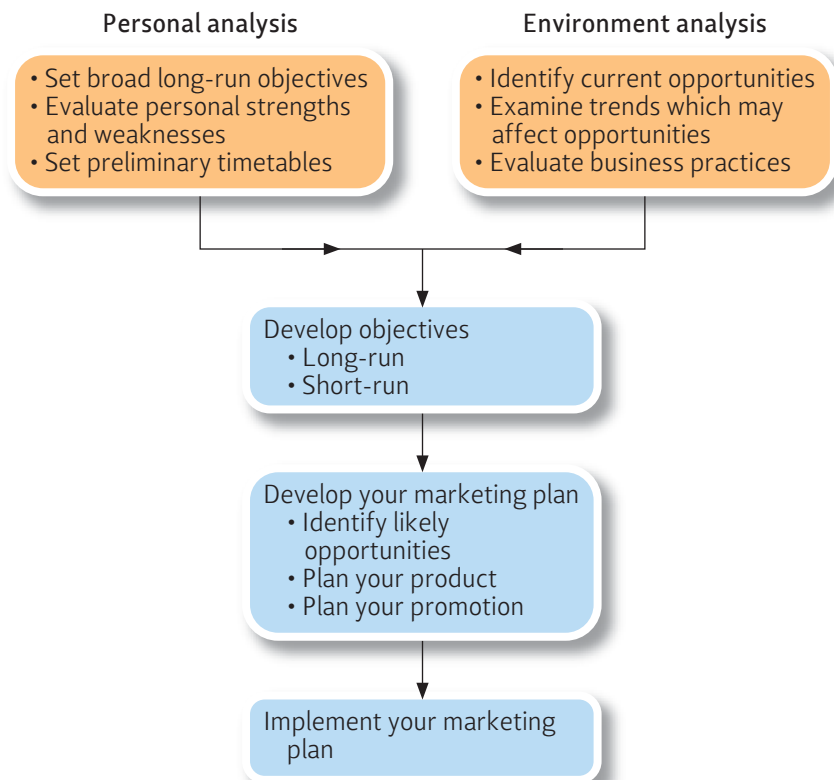 Personal analysis
• Set broad long-run objectives
• Evaluate personal strengths
and weaknesses
• Set preliminary timetables
Environment analysis
• Identify current opportunities
• Examine trends which may
affect opportunities
• Evaluate business practices
Develop objectives
• Long-run
• Short-run
Develop your marketing plan
• Identify likely
opportunities
• Plan your product
• Plan your promotion
Implement your marketing
plan